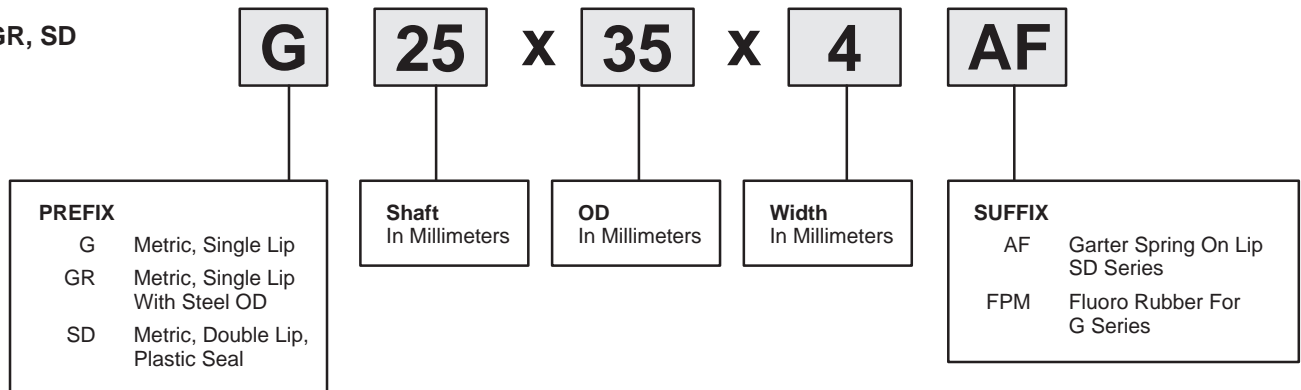 GR, SD
G 25 x 35 x 4 AF
PREFIX
G Metric, Single Lip
GR Metric, Single Lip
With Steel OD
SD Metric, Double Lip,
Plastic Seal
Shaft
In Millimeters
OD
In Millimeters
Width
In Millimeters
SUFFIX
AF Garter Spring On Lip
SD Series
FPM Fluoro Rubber For
G Series